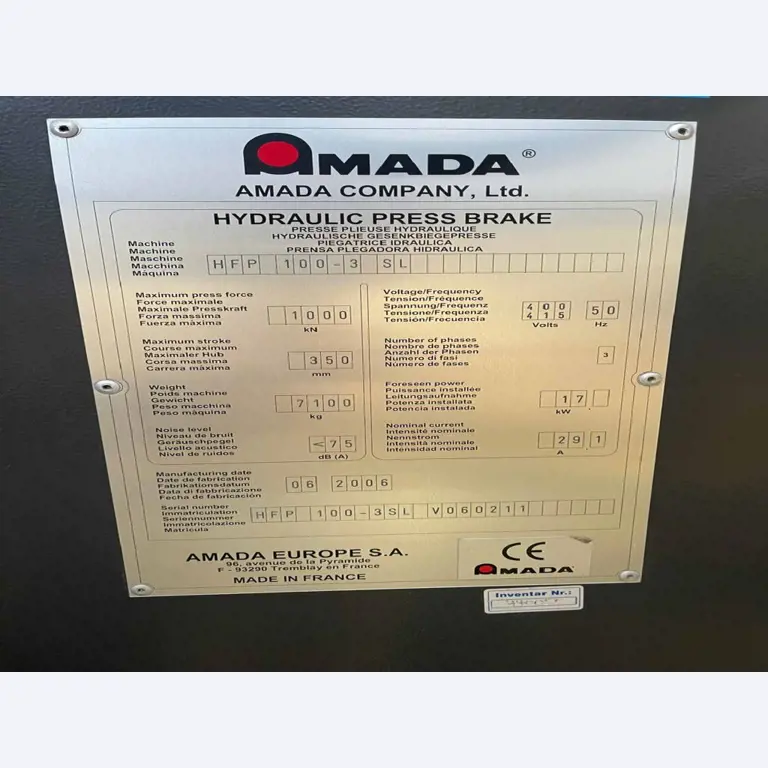 AMADA®
AMADA COMPANY, Ltd.
HYDRAULIC PRESS BRAKE
PRESSE PLIEUSE HYDRAULIQUE
HYDRAULISCHE GESENKBIEGEPRESSE
PIEGATRICE IDRAULICA
PRENSA PLEGADORA HIDRAULICA
Machine
Machine
Maschine
Macchina
Máquina
HFP 100-3 SL
Maximum press force
Force maximale
Maximale Presskraft
Forza massima
Fuerza màxima
1000
kN
Maximum stroke
Course maximum
Maximaler Hub
Corsa massima
Carrera màxima
350
mm
Weight
Poids machine
Gewicht
Peso macchina
Peso màquina
7100
kg
Noise level
Niveau de bruit
Geräuschpegel
Livello acustico
Nivel de ruidos
<75
dB (A)
Voltage/Frequency
Tension/Fréquence
Spannung/Frequenz
Tensione/Frequenza
Tensión/Frecuencia
400
415
Volts
50
Hz
Number of phases
Nombre de phases
Anzahl der Phasen
Numero di fasi
Numero de fases
3
Foreseen power
Puissance installée
Leitungsaufnahme
Potenza installata
Potencia instalada
17
kW
Nominal current
Intensité nominale
Nennstrom
Intensità nominale
Intensidad nominal
291
A
Manufacturing date
Date de fabrication
Fabrikationsdatum
Data di fabbricazione
Fecha de fabricación
06 2006
Serial number
Immatriculation
Seriennummer
Immatricolazione
Matricula
HFP 100-3SL V060211
AMADA EUROPE S.A.
96, avenue de la Pyramide
F - 93290 Tremblay en France
MADE IN FRANCE
CE
AMADA
Inventar Nr.: